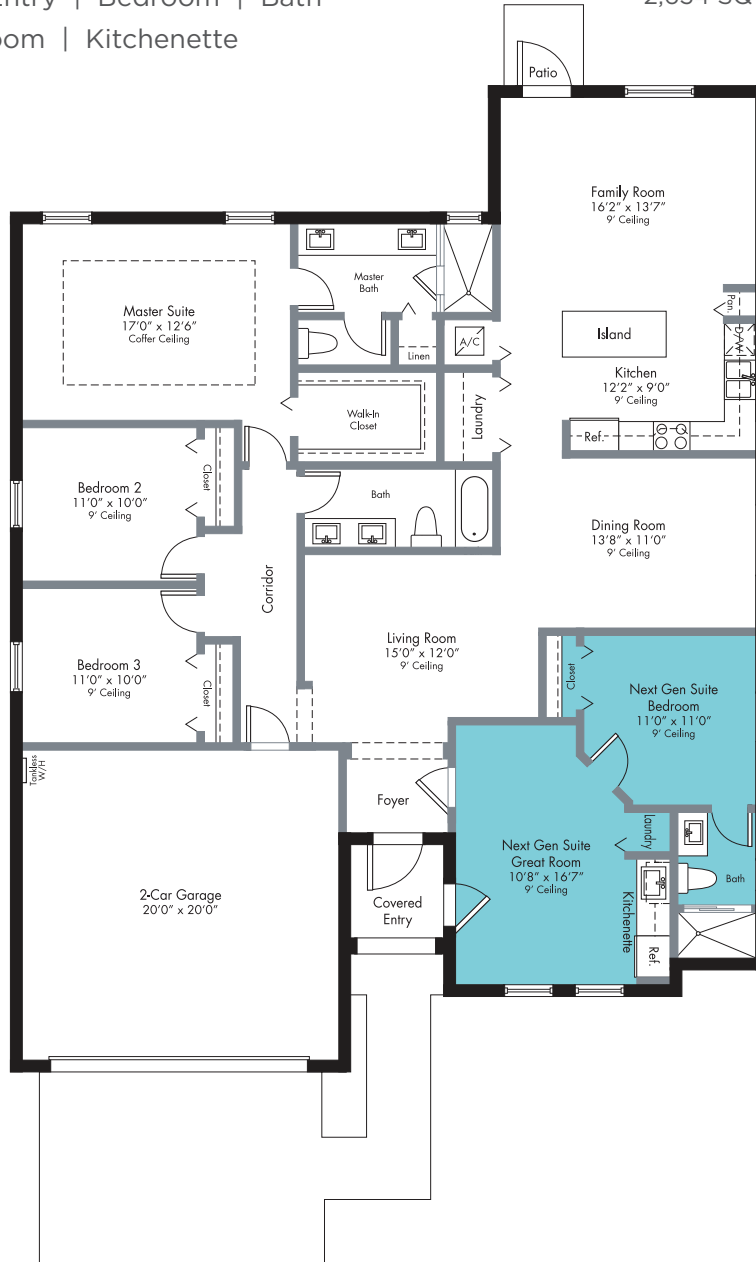 Entry | Bedroom | Bath
Room | Kitchenette
Patio
Family Room
16'2" x 13'7"
9' Ceiling
Master Suite
17'0" x 12'6"
Coffer Ceiling
Master
Bath
Linen
A/C
Pan.
D/W
Island
Kitchen
12'2" x 9'0"
9' Ceiling
Ref.
Walk-In
Closet
Laundry
Bedroom 2
11'0" x 10'0"
9' Ceiling
Closet
Bath
Dining Room
13'8" x 11'0"
9' Ceiling
Corridor
Living Room
15'0" x 12'0"
9' Ceiling
Bedroom 3
11'0" x 10'0"
9' Ceiling
Closet
Closet
Next Gen Suite
Bedroom
11'0" x 11'0"
9' Ceiling
Tankless
W/H
Foyer
2-Car Garage
20'0" x 20'0"
Covered
Entry
Next Gen Suite
Great Room
10'8" x 16'7"
9' Ceiling
Laundry
Bath
Kitchenette
Ref.